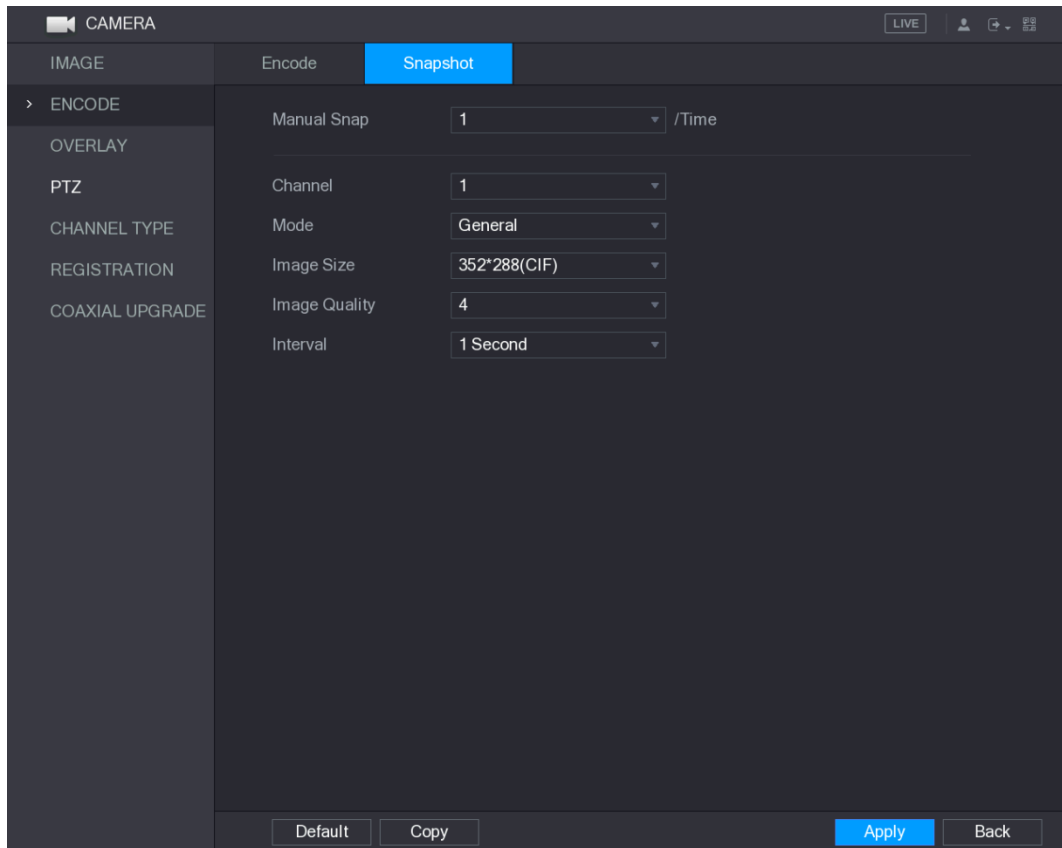 CAMERA LIVE
IMAGE Encode Snapshot
> ENCODE
Manual Snap 1 /Time
OVERLAY
PTZ Channel 1
CHANNEL TYPE Mode General
REGISTRATION Image Size 352*288(CIF)
COAXIAL UPGRADE Image Quality 4
Interval 1 Second
Default Copy Apply Back